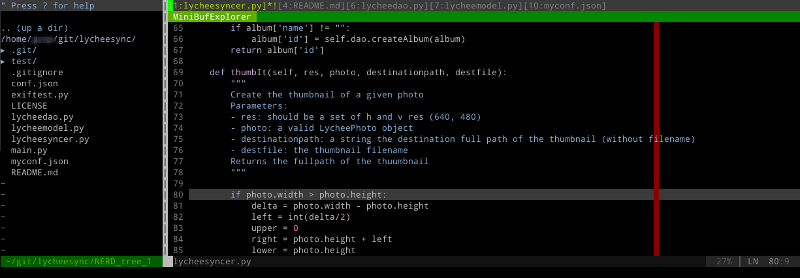 " Press ? for help
.. (up a dir)
/home/ /git/lycheesync/
▸ .git/
▸ test/
.gitignore
conf.json
exiftest.py
LICENSE
lycheedao.py
lycheemodel.py
lycheesyncer.py
main.py
myconf.json
README.md
~
~
~
~
~
~
~/git/lycheesync/NERD_tree_1
1:lycheesyncer.py]*![4:README.md][6:lycheedao.py][7:lycheemodel.py][10:myconf.json]
MiniBufExplorer
65 if album['name'] != "":
66 album['id'] = self.dao.createAlbum(album)
67 return album['id']
68
69 def thumbIt(self, res, photo, destinationpath, destfile):
70 """
71 Create the thumbnail of a given photo
72 Parameters:
73 - res: should be a set of h and v res (640, 480)
74 - photo: a valid LycheePhoto object
75 - destinationpath: a string the destination full path of the thumbnail (without filename)
76 - destfile: the thumbnail filename
77 Returns the fullpath of the thuumbnail
78 """
79
80 if photo.width > photo.height:
81 delta = photo.width - photo.height
82 left = int(delta/2)
83 upper = 0
84 right = photo.height + left
85 lower = photo.height
lycheesyncer.py 27% LN 80:9